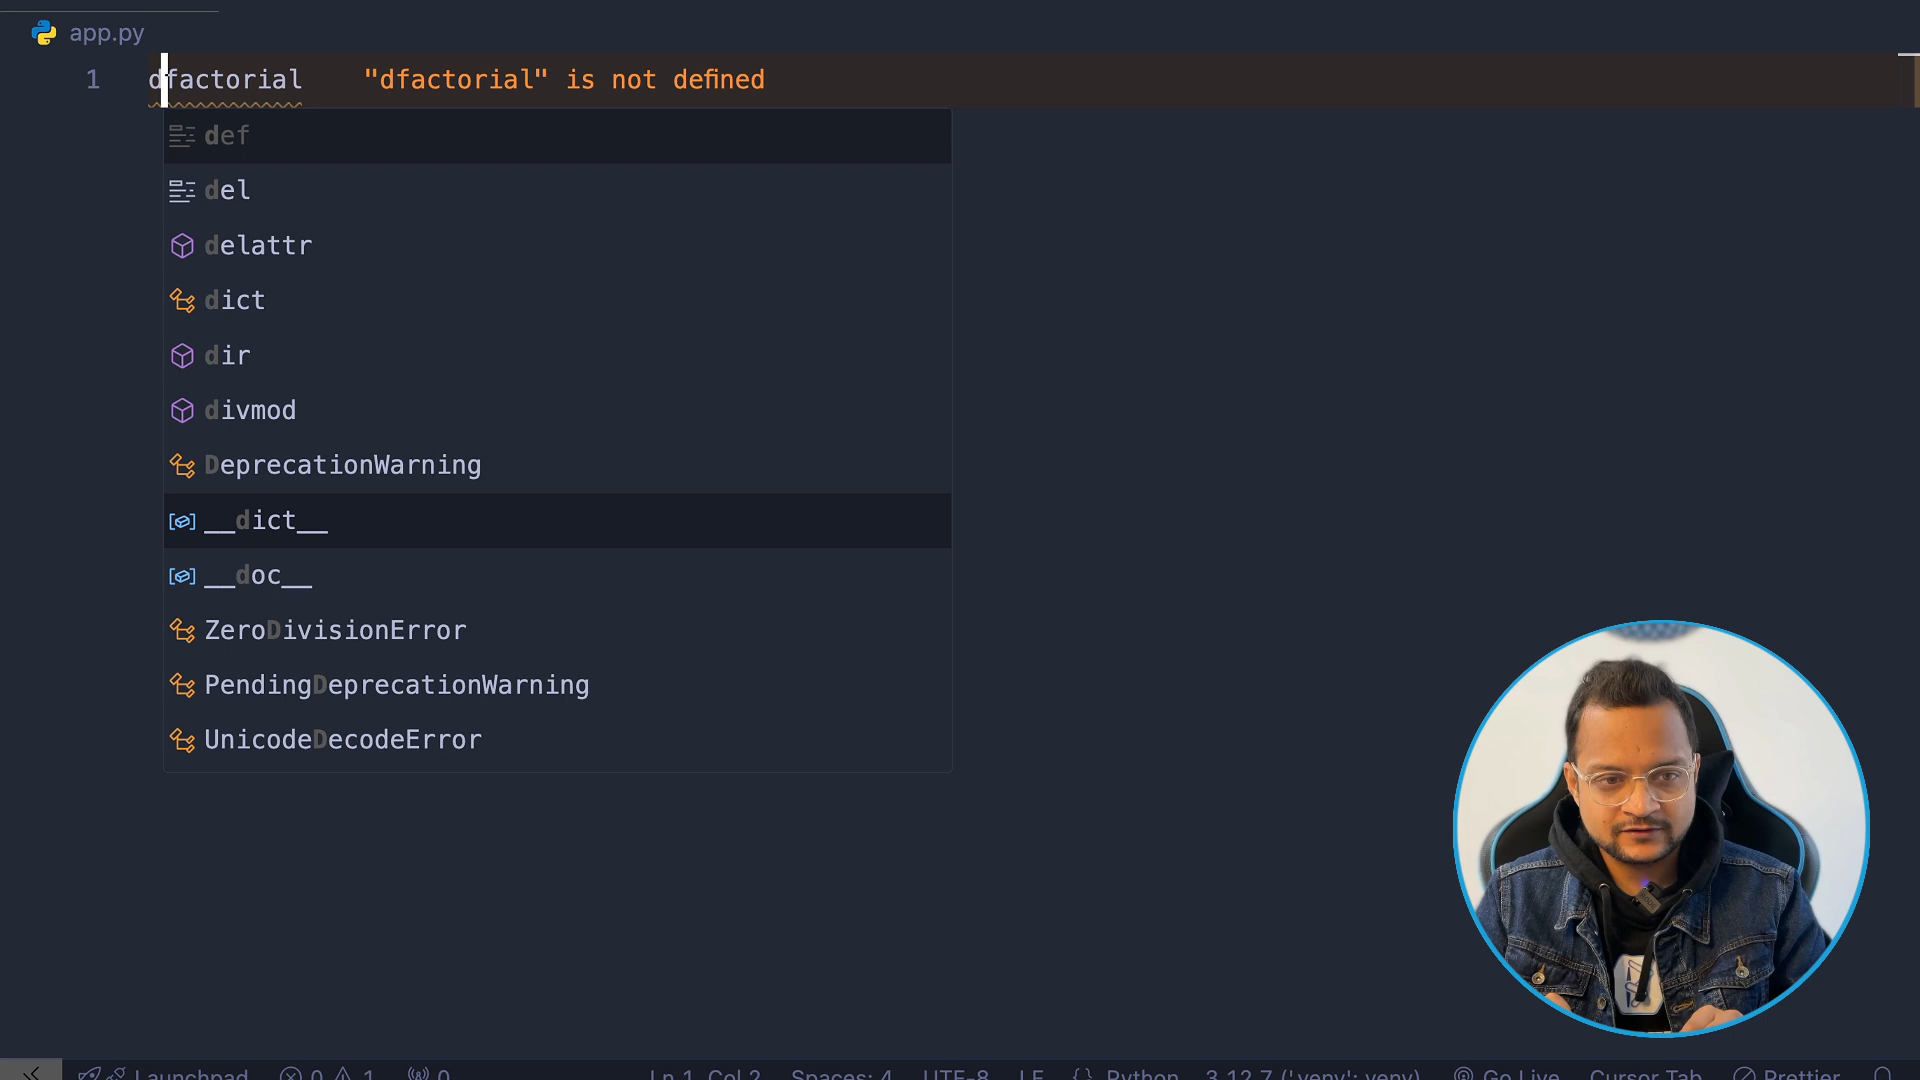 app.py
1 dfactorial "dfactorial" is not defined
def
del
delattr
dict
dir
divmod
DeprecationWarning
__dict__
__doc__
ZeroDivisionError
PendingDeprecationWarning
UnicodeDecodeError
Launchpad 0 1 0 Ln 1, Col 2 Spaces: 4 UTF-8 LF {} Python 3.12.7 ('.venv': venv) Go Live Cursor Tab Prettier